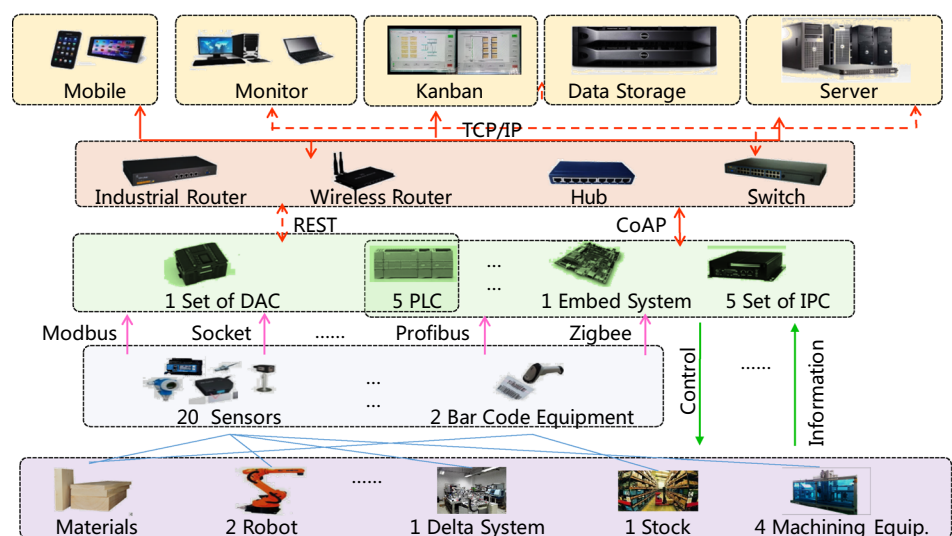 Mobile
Monitor
Kanban
Data Storage
Server
TCP/IP
Industrial Router
Wireless Router
Hub
Switch
REST
CoAP
1 Set of DAC
5 PLC
...
...
1 Embed System
5 Set of IPC
Modbus
Socket
......
Profibus
Zigbee
Control
......
Information
20 Sensors
...
...
2 Bar Code Equipment
Materials
2 Robot
......
1 Delta System
1 Stock
4 Machining Equip.